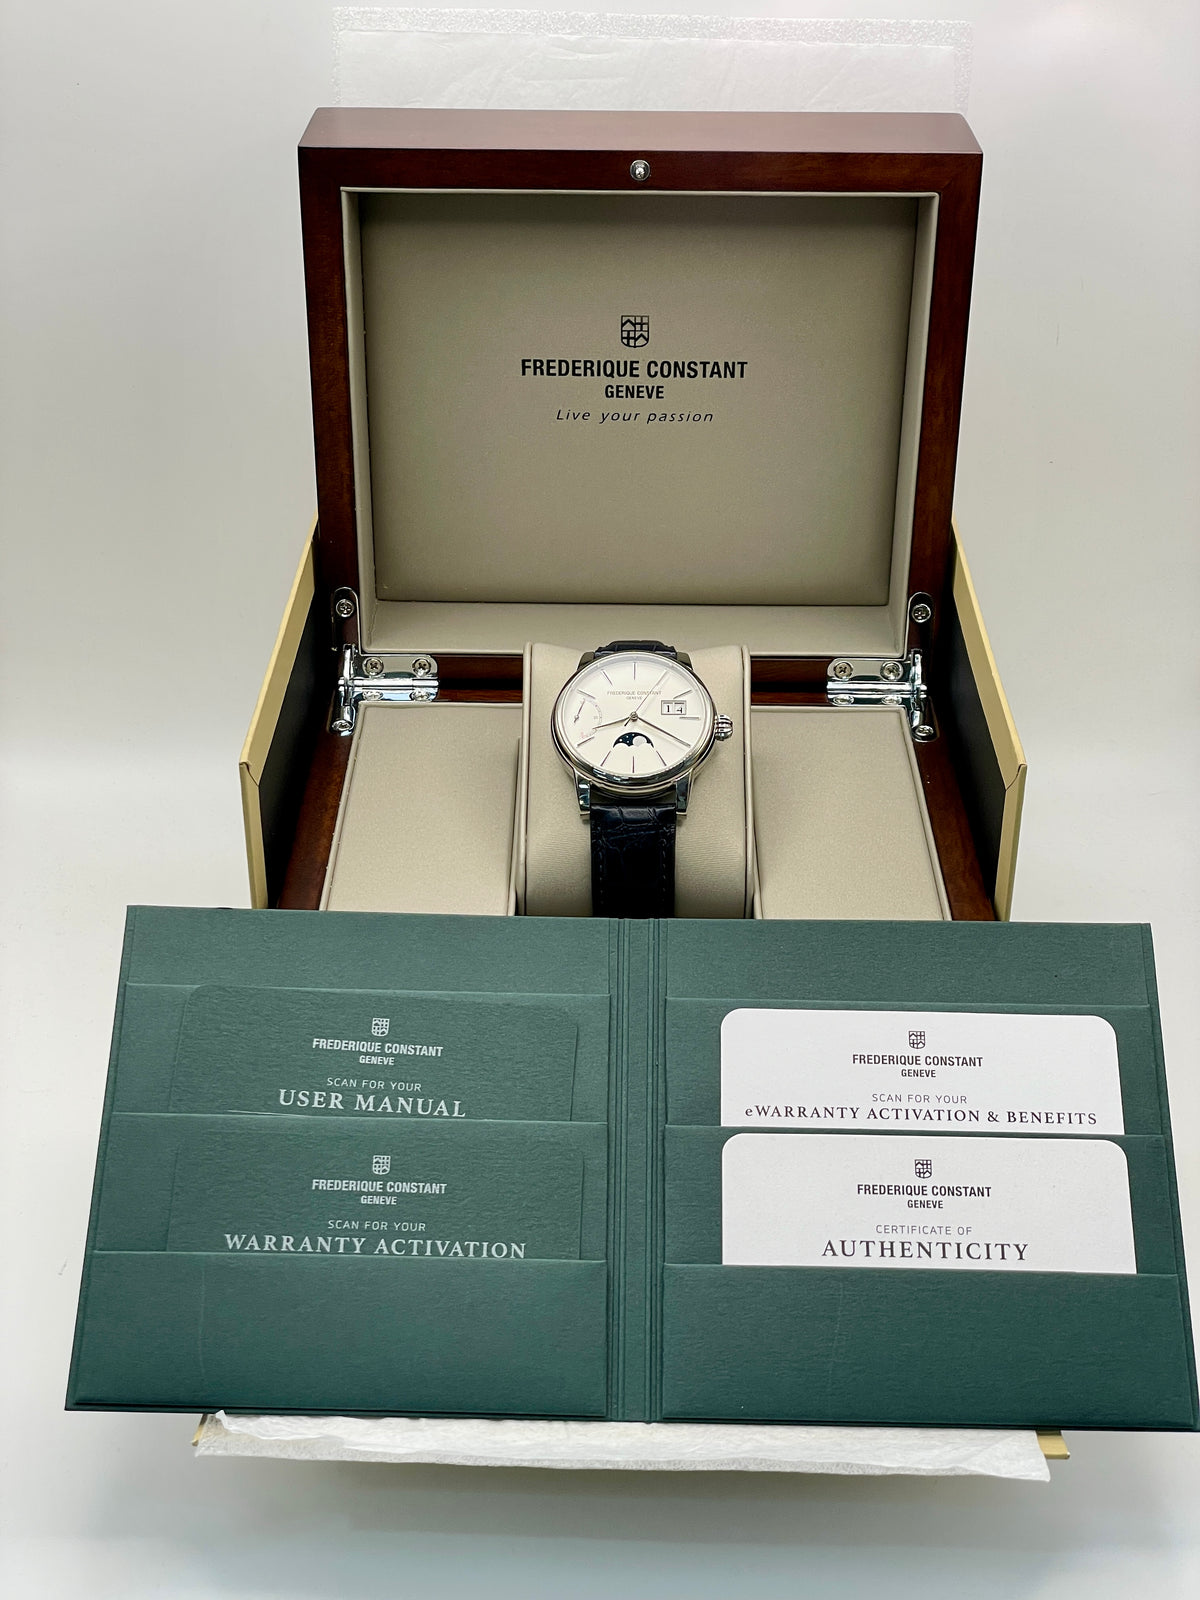 FREDERIQUE CONSTANT
GENEVE
Live your passion
FREDERIQUE CONSTANT
GENEVE
14
FREDERIQUE CONSTANT
GENEVE
SCAN FOR YOUR
USER MANUAL
FREDERIQUE CONSTANT
GENEVE
SCAN FOR YOUR
WARRANTY ACTIVATION
FREDERIQUE CONSTANT
GENEVE
SCAN FOR YOUR
eWARRANTY ACTIVATION & BENEFITS
FREDERIQUE CONSTANT
GENEVE
CERTIFICATE OF
AUTHENTICITY